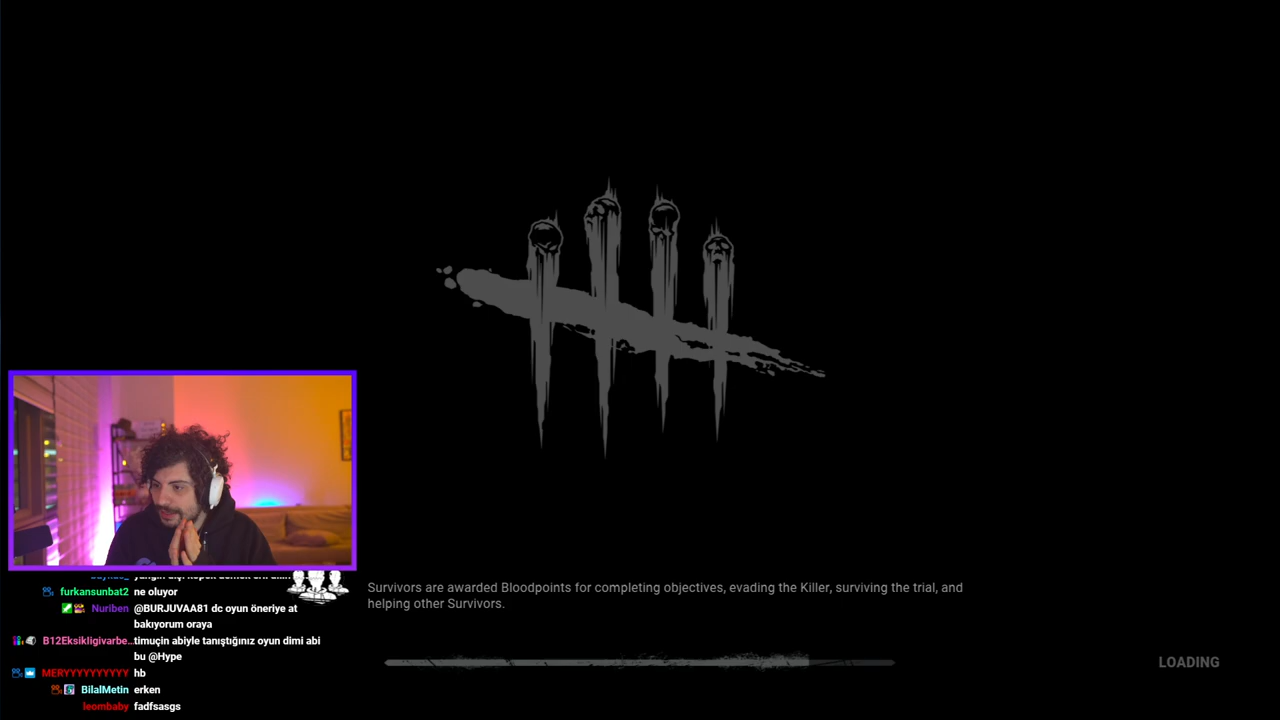 Survivors are awarded Bloodpoints for completing objectives, evading the Killer, surviving the trial, and
helping other Survivors.
LOADING
furkansunbat2 ne oluyor
Nuriben @BURJUVAA81 dc oyun öneriye at
bakıyorum oraya
B12Eksikligivarbe... timuçin abiyle tanıştığınız oyun dimi abi
bu @Hype
MERYYYYYYYYYY hb
BilalMetin erken
leombaby fadfsasgs